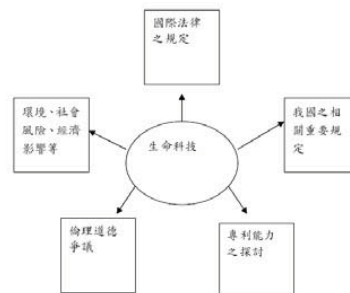 國際法律
之規定
環境、社會
風險、經濟
影響等
生命科技
我國之相
關重要規
定
倫理道德
爭議
專利能力
之探討